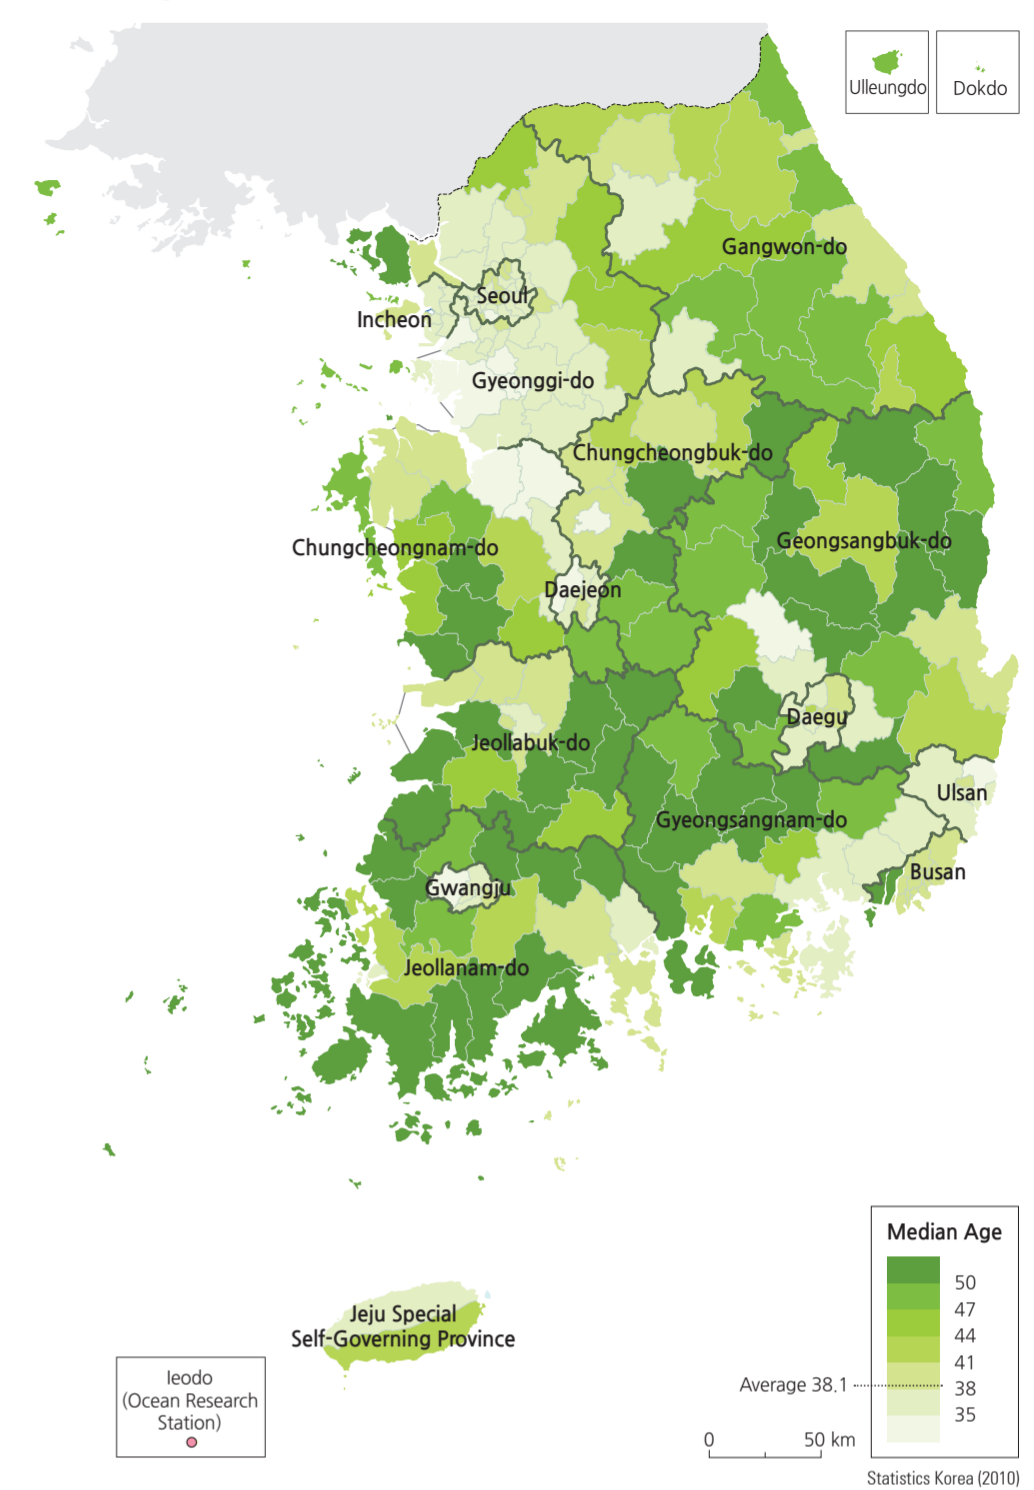 Ulleungdo
Dokdo
Gangwon-do
Seoul
Incheon
Gyeonggi-do
Chungcheongbuk-do
Chungcheongnam-do
Geongsangbuk-do
Daejeon
Daegu
Jeollabuk-do
Ulsan
Gyeongsangnam-do
Busan
Gwangju
Jeollanam-do
Jeju Special
Self-Governing Province
Ieodo
(Ocean Research
Station)
Median Age
50
47
44
41
38
35
Average 38.1
0 50 km
Statistics Korea (2010)